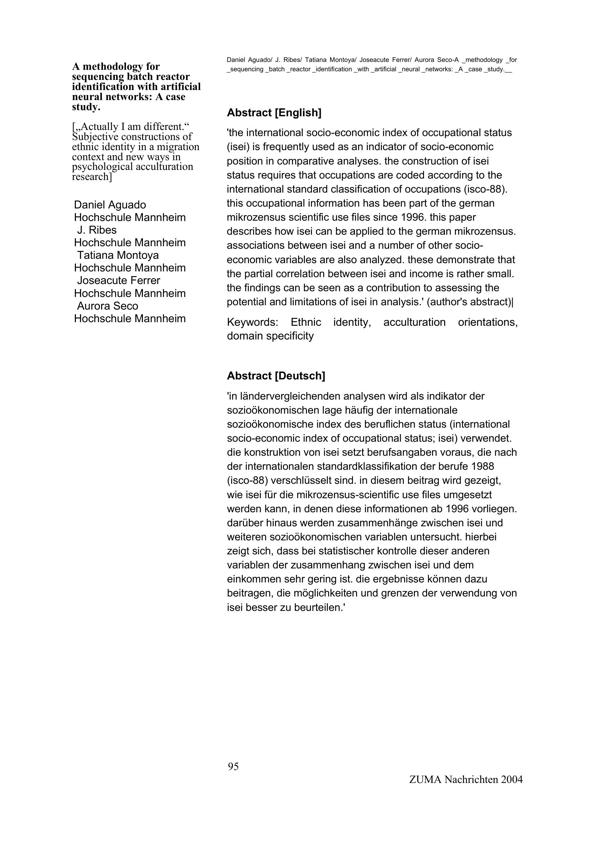 Daniel Aguado/ J. Ribes/ Tatiana Montoya/ Joseacute Ferrer/ Aurora Seco-A _methodology _for
_sequencing _batch _reactor _identification _with _artificial _neural _networks: _A _case _study.__
A methodology for
sequencing batch reactor
identification with artificial
neural networks: A case
study.
[„Actually I am different.“
Subjective constructions of
ethnic identity in a migration
context and new ways in
psychological acculturation
research]
Daniel Aguado
Hochschule Mannheim
J. Ribes
Hochschule Mannheim
Tatiana Montoya
Hochschule Mannheim
Joseacute Ferrer
Hochschule Mannheim
Aurora Seco
Hochschule Mannheim
Abstract [English]
'the international socio-economic index of occupational status
(isei) is frequently used as an indicator of socio-economic
position in comparative analyses. the construction of isei
status requires that occupations are coded according to the
international standard classification of occupations (isco-88).
this occupational information has been part of the german
mikrozensus scientific use files since 1996. this paper
describes how isei can be applied to the german mikrozensus.
associations between isei and a number of other socio-
economic variables are also analyzed. these demonstrate that
the partial correlation between isei and income is rather small.
the findings can be seen as a contribution to assessing the
potential and limitations of isei in analysis.' (author's abstract)|
Keywords: Ethnic identity, acculturation orientations,
domain specificity
Abstract [Deutsch]
'in ländervergleichenden analysen wird als indikator der
sozioökonomischen lage häufig der internationale
sozioökonomische index des beruflichen status (international
socio-economic index of occupational status; isei) verwendet.
die konstruktion von isei setzt berufsangaben voraus, die nach
der internationalen standardklassifikation der berufe 1988
(isco-88) verschlüsselt sind. in diesem beitrag wird gezeigt,
wie isei für die mikrozensus-scientific use files umgesetzt
werden kann, in denen diese informationen ab 1996 vorliegen.
darüber hinaus werden zusammenhänge zwischen isei und
weiteren sozioökonomischen variablen untersucht. hierbei
zeigt sich, dass bei statistischer kontrolle dieser anderen
variablen der zusammenhang zwischen isei und dem
einkommen sehr gering ist. die ergebnisse können dazu
beitragen, die möglichkeiten und grenzen der verwendung von
isei besser zu beurteilen.'
95
ZUMA Nachrichten 2004